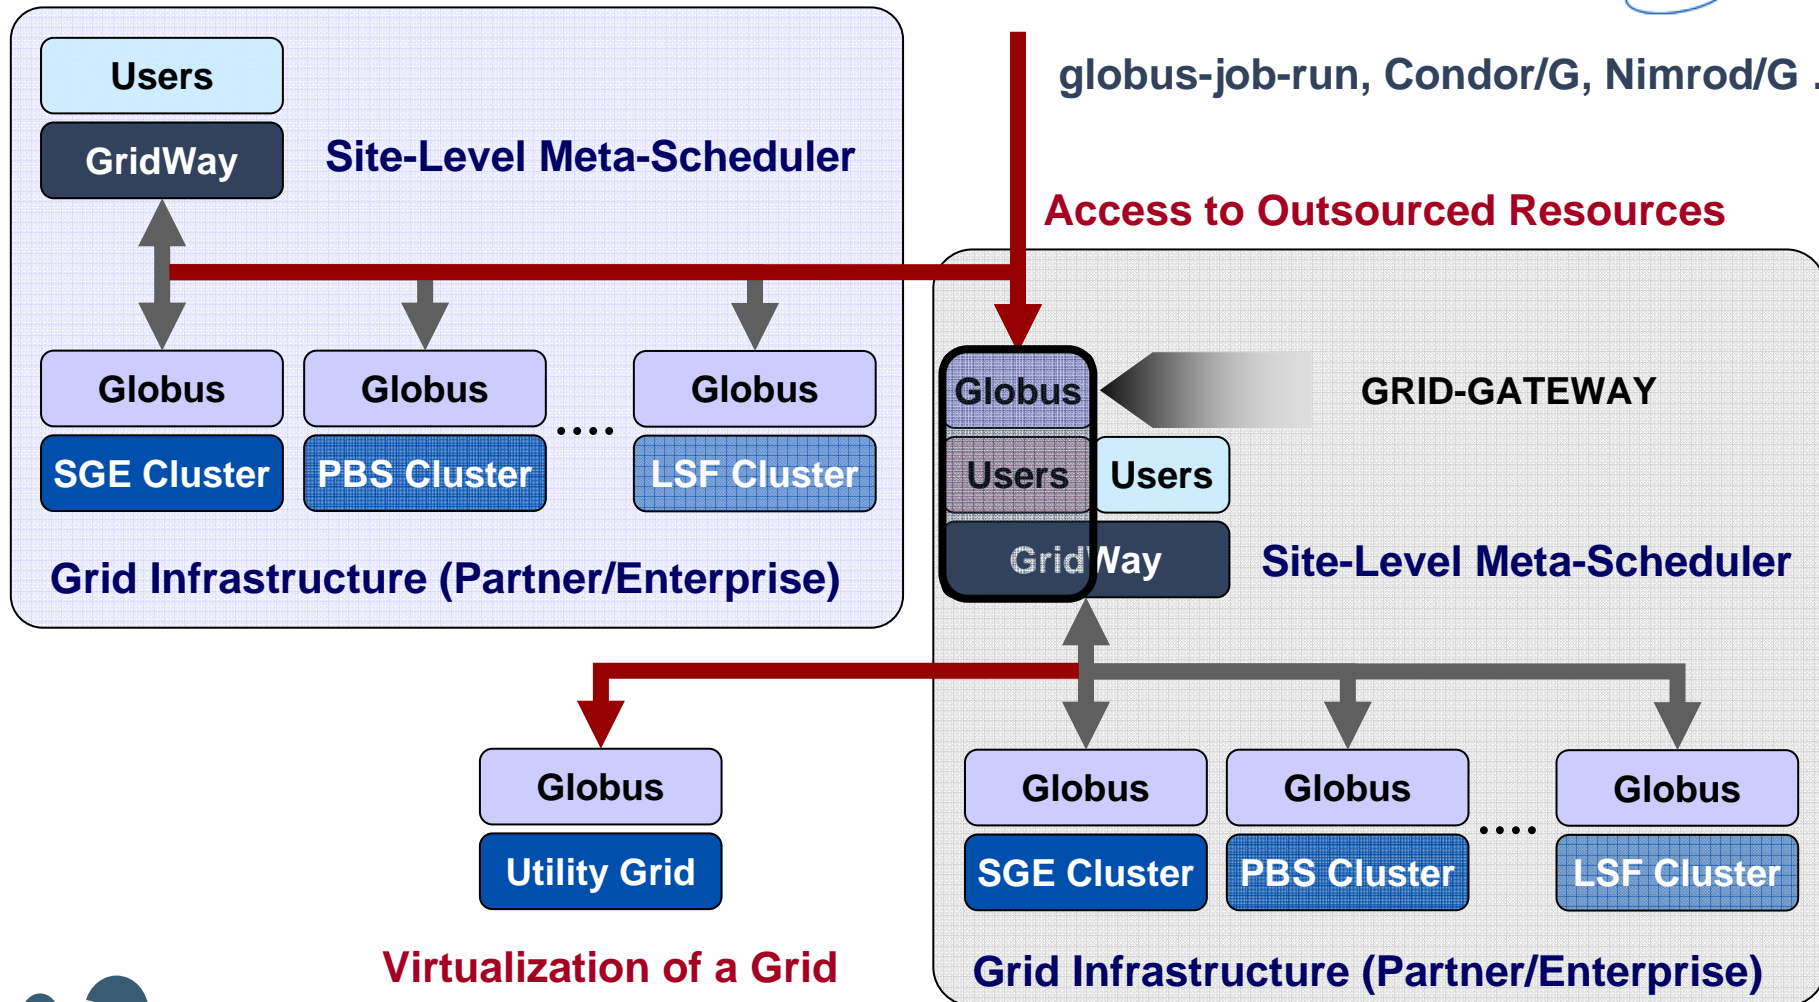 Users
GridWay
Site-Level Meta-Scheduler
globus-job-run, Condor/G, Nimrod/G .
Access to Outsourced Resources
Globus
Globus
Globus
....
SGE Cluster
PBS Cluster
LSF Cluster
Grid Infrastructure (Partner/Enterprise)
Globus
GRID-GATEWAY
Users
Users
GridWay
Site-Level Meta-Scheduler
Globus
Utility Grid
Virtualization of a Grid
Globus
Globus
Globus
....
SGE Cluster
PBS Cluster
LSF Cluster
Grid Infrastructure (Partner/Enterprise)